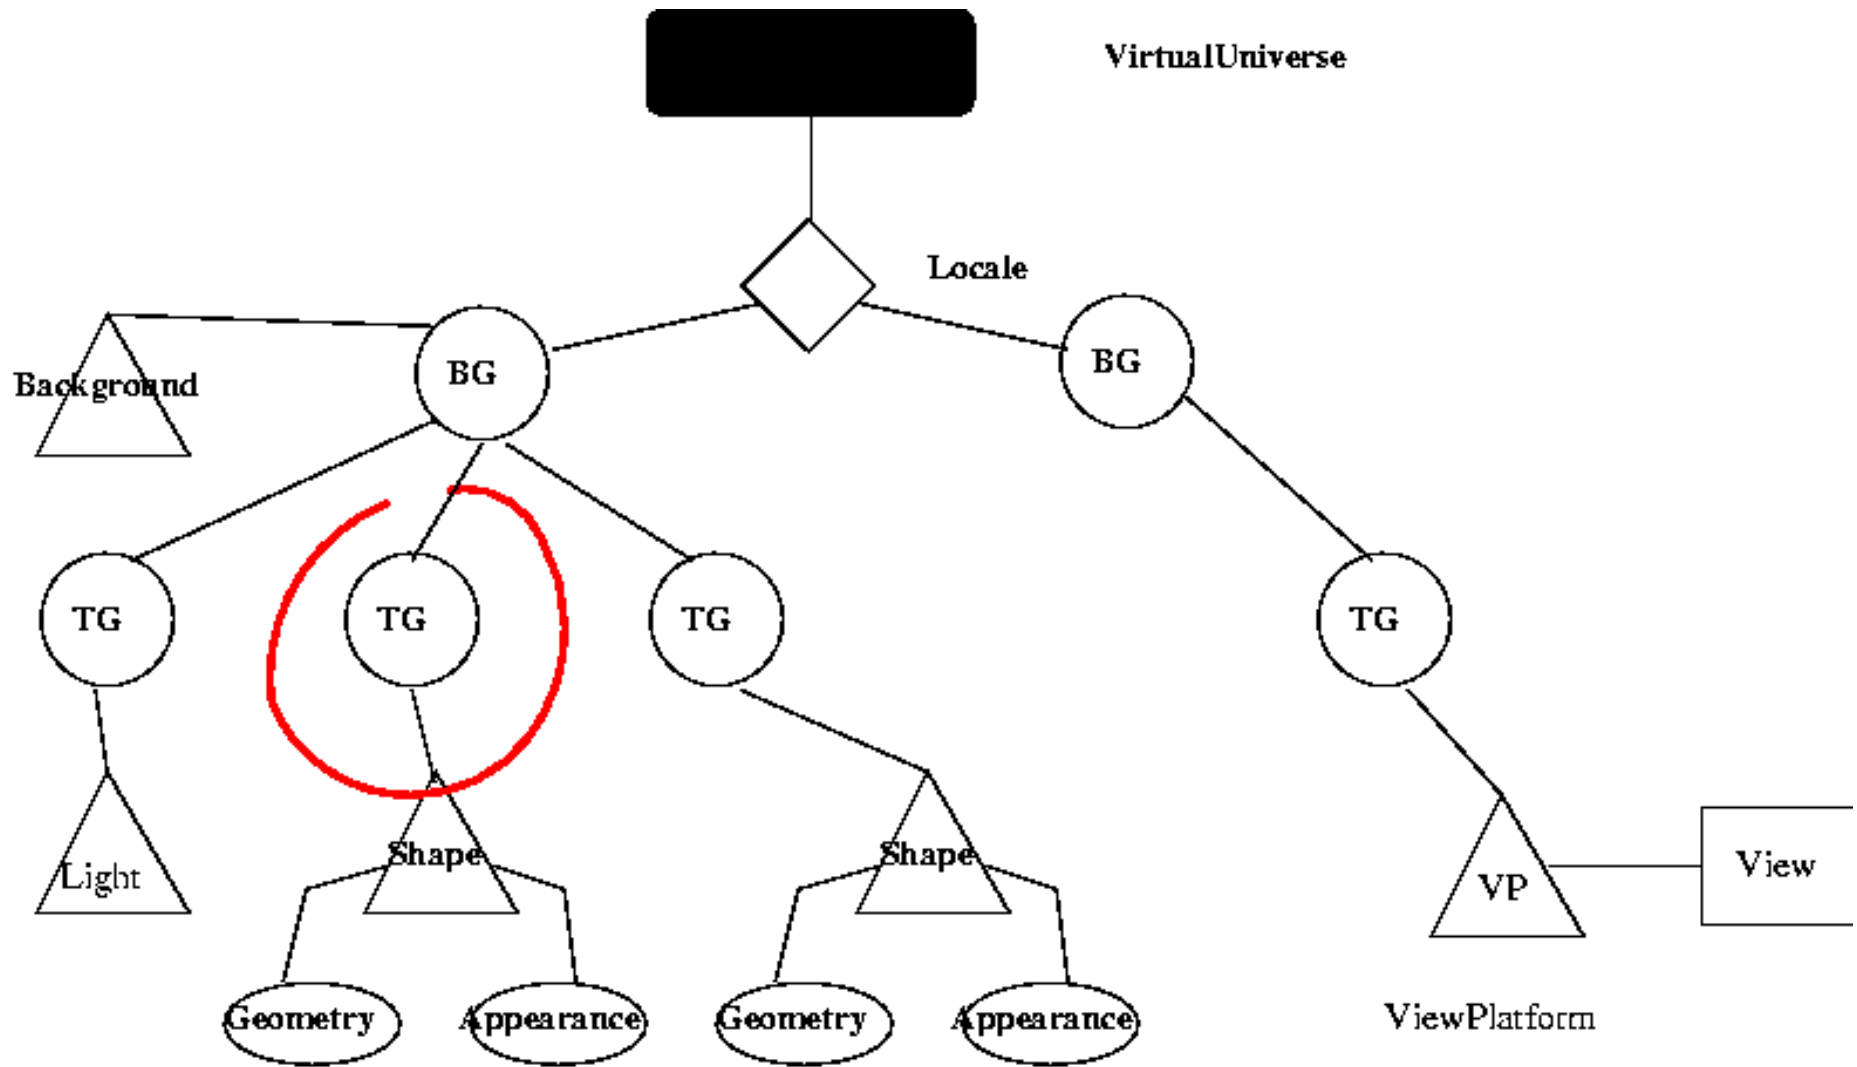 VirtualUniverse
Locale
BG
BG
Background
TG
TG
TG
TG
Light
Shape
Shape
VP
View
Geometry
Appearance
Geometry
Appearance
ViewPlatform